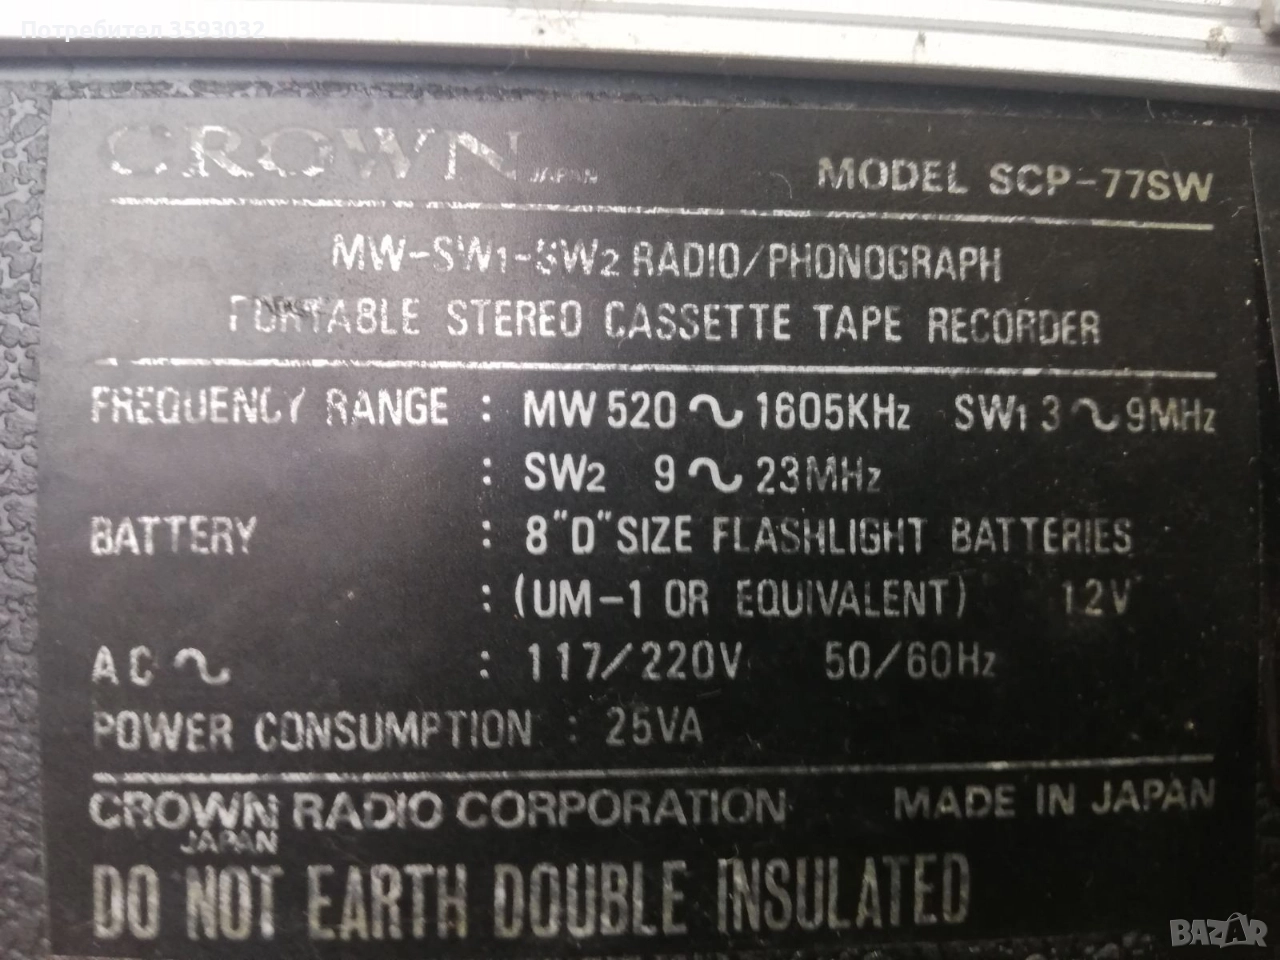 Потребител 3593032
CROWN
JAPAN
MODEL SCP-77SW
MW-SW1-SW2 RADIO/PHONOGRAPH
PORTABLE STEREO CASSETTE TAPE RECORDER
FREQUENCY RANGE : MW 520∿1605KHz SW1 3∿9MHz
: SW2 9∿23MHz
BATTERY : 8"D"SIZE FLASHLIGHT BATTERIES
: (UM-1 OR EQUIVALENT) 12V
AC∿ : 117/220V 50/60Hz
POWER CONSUMPTION : 25VA
CROWN RADIO CORPORATION MADE IN JAPAN
JAPAN
DO NOT EARTH DOUBLE INSULATED
BAZAR